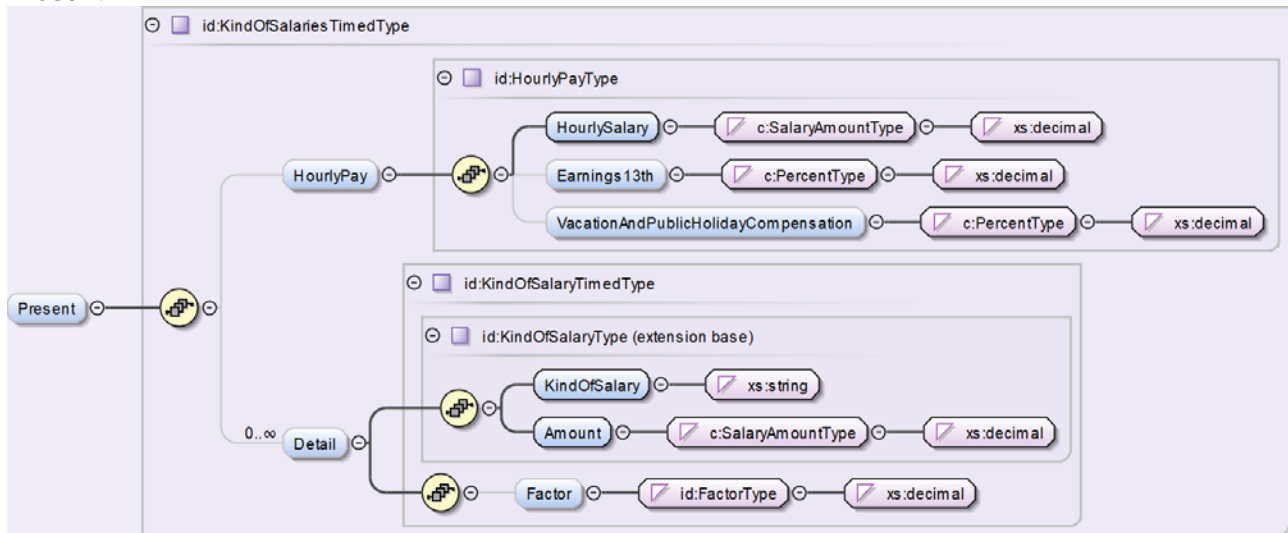 id:KindOfSalariesTimedType
id:HourlyPayType
HourlySalary c:SalaryAmountType xs:decimal
HourlyPay Earnings13th c:PercentType xs:decimal
VacationAndPublicHolidayCompensation c:PercentType xs:decimal
id:KindOfSalaryTimedType
Present
id:KindOfSalaryType (extension base)
KindOfSalary xs:string
0..∞ Detail Amount c:SalaryAmountType xs:decimal
Factor id:FactorType xs:decimal